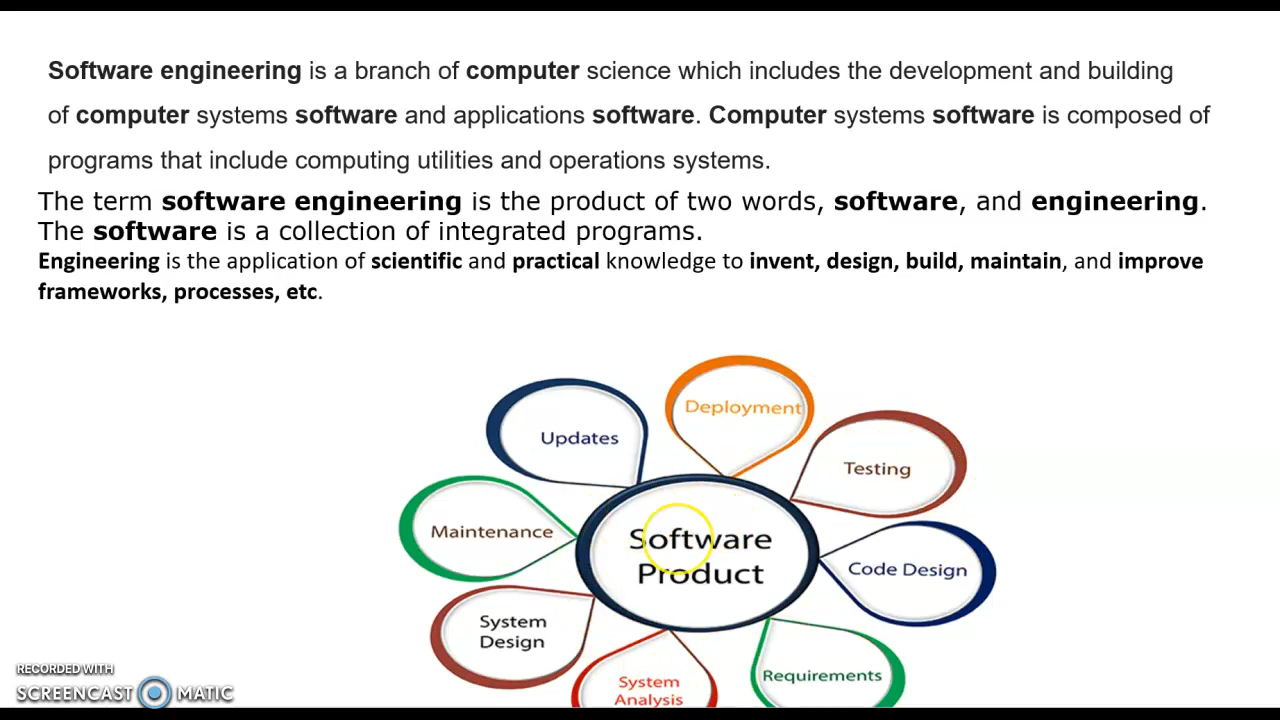 Software engineering is a branch of computer science which includes the development and building
of computer systems software and applications software. Computer systems software is composed of
programs that include computing utilities and operations systems.
The term software engineering is the product of two words, software, and engineering.
The software is a collection of integrated programs.
Engineering is the application of scientific and practical knowledge to invent, design, build, maintain, and improve
frameworks, processes, etc.
Deployment
Updates
Testing
Maintenance
Software
Product
Code Design
System
Design
Requirements
System
Analysis
RECORDED WITH
SCREENCAST MATIC